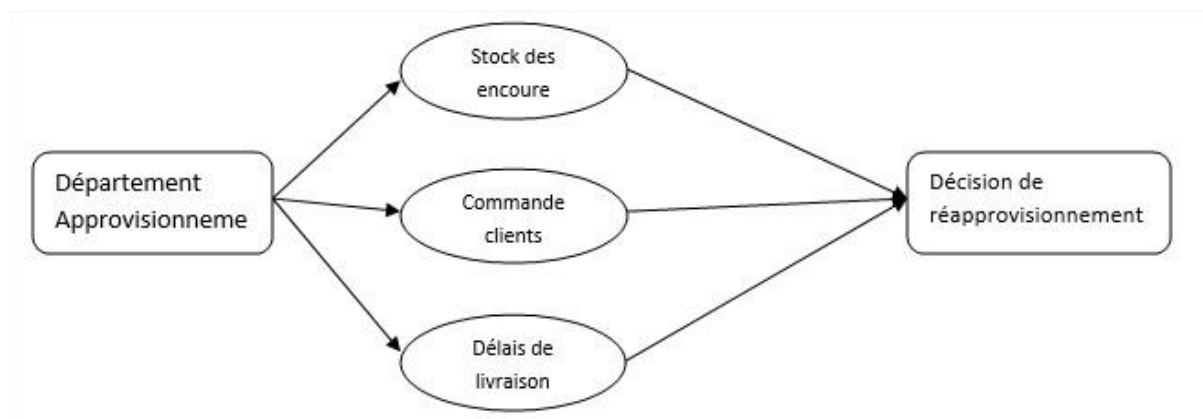 Stock des
encoure
Département
Approvisionneme
Commande
clients
Décision de
réapprovisionnement
Délais de
livraison